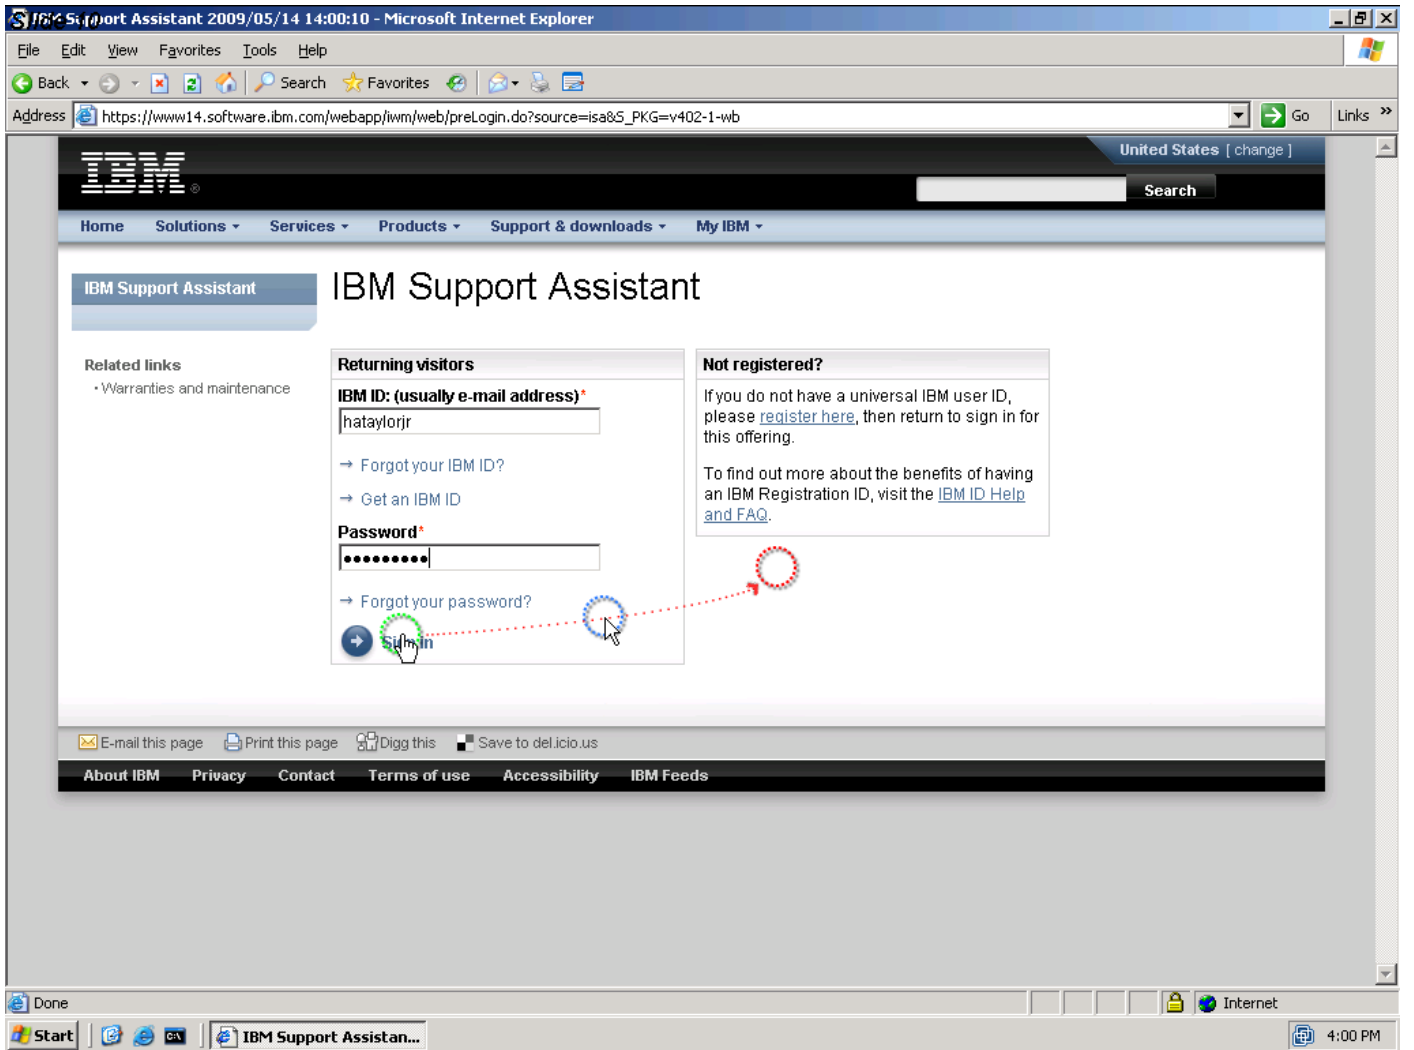 Slide 10
IBM Support Assistant 2009/05/14 14:00:10 - Microsoft Internet Explorer
File Edit View Favorites Tools Help
Back Search Favorites
Address https://www14.software.ibm.com/webapp/iwm/web/preLogin.do?source=isa&S_PKG=v402-1-wb Go Links »
United States [ change ]
IBM ®
Search
Home Solutions Services Products Support & downloads My IBM
IBM Support Assistant
IBM Support Assistant
Related links
• Warranties and maintenance
Returning visitors
IBM ID: (usually e-mail address)*
hataylorjr
→ Forgot your IBM ID?
→ Get an IBM ID
Password*
•••••••••
→ Forgot your password?
Sign in
Not registered?
If you do not have a universal IBM user ID,
please register here, then return to sign in for
this offering.
To find out more about the benefits of having
an IBM Registration ID, visit the IBM ID Help
and FAQ.
E-mail this page Print this page Digg this Save to del.icio.us
About IBM Privacy Contact Terms of use Accessibility IBM Feeds
Done Internet
Start IBM Support Assistan... 4:00 PM